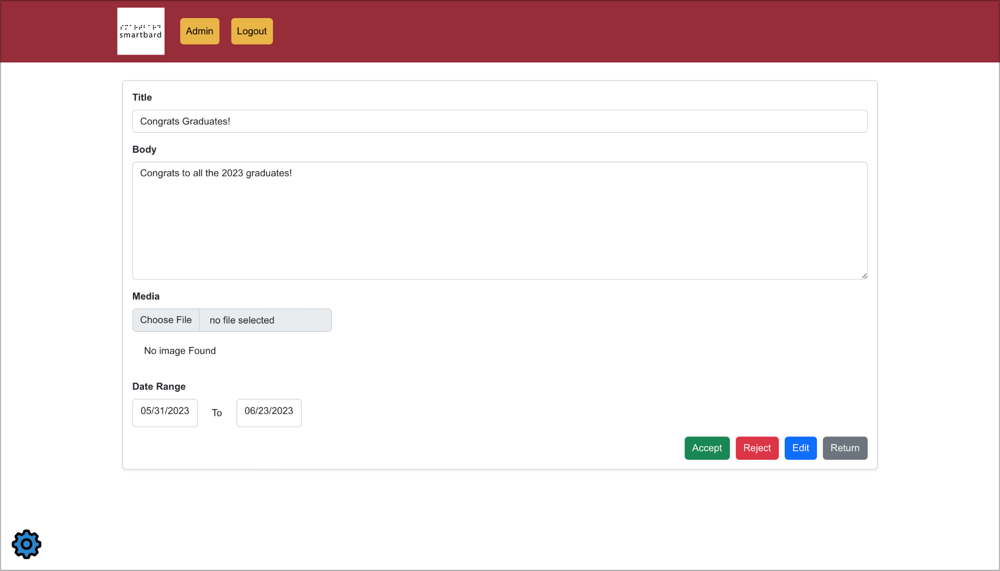 smartbard
Admin
Logout
Title
Congrats Graduates!
Body
Congrats to all the 2023 graduates!
Media
Choose File no file selected
No image Found
Date Range
05/31/2023 To 06/23/2023
Accept Reject Edit Return